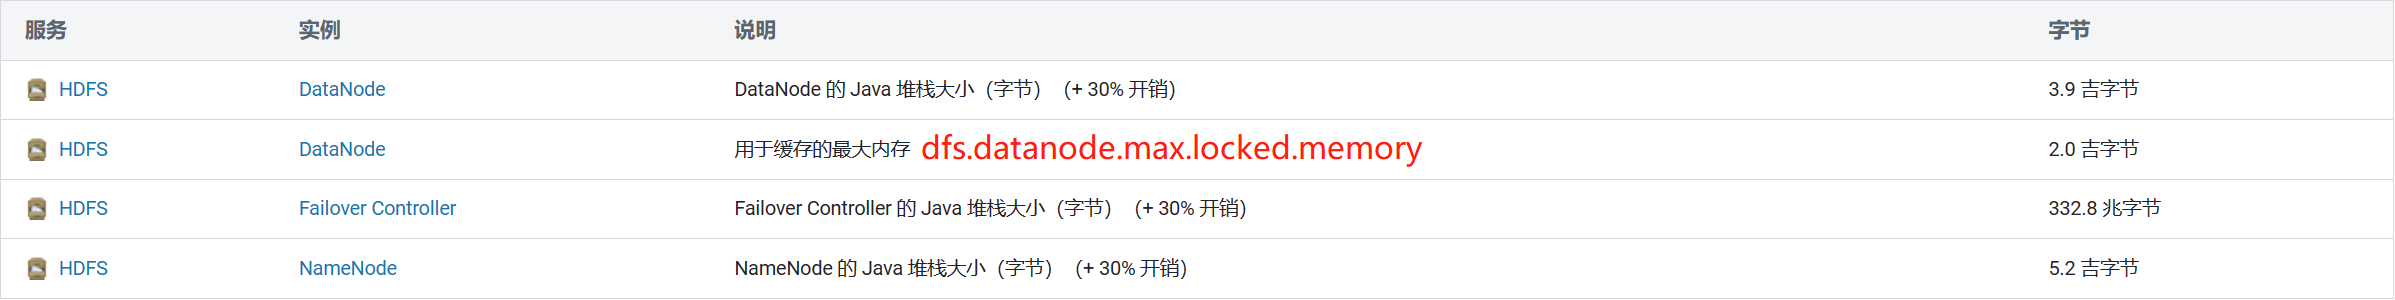 服务 实例 说明 字节
HDFS DataNode DataNode 的 Java 堆栈大小（字节）（+ 30% 开销） 3.9 吉字节
HDFS DataNode 用于缓存的最大内存 dfs.datanode.max.locked.memory 2.0 吉字节
HDFS Failover Controller Failover Controller 的 Java 堆栈大小（字节）（+ 30% 开销） 332.8 兆字节
HDFS NameNode NameNode 的 Java 堆栈大小（字节）（+ 30% 开销） 5.2 吉字节